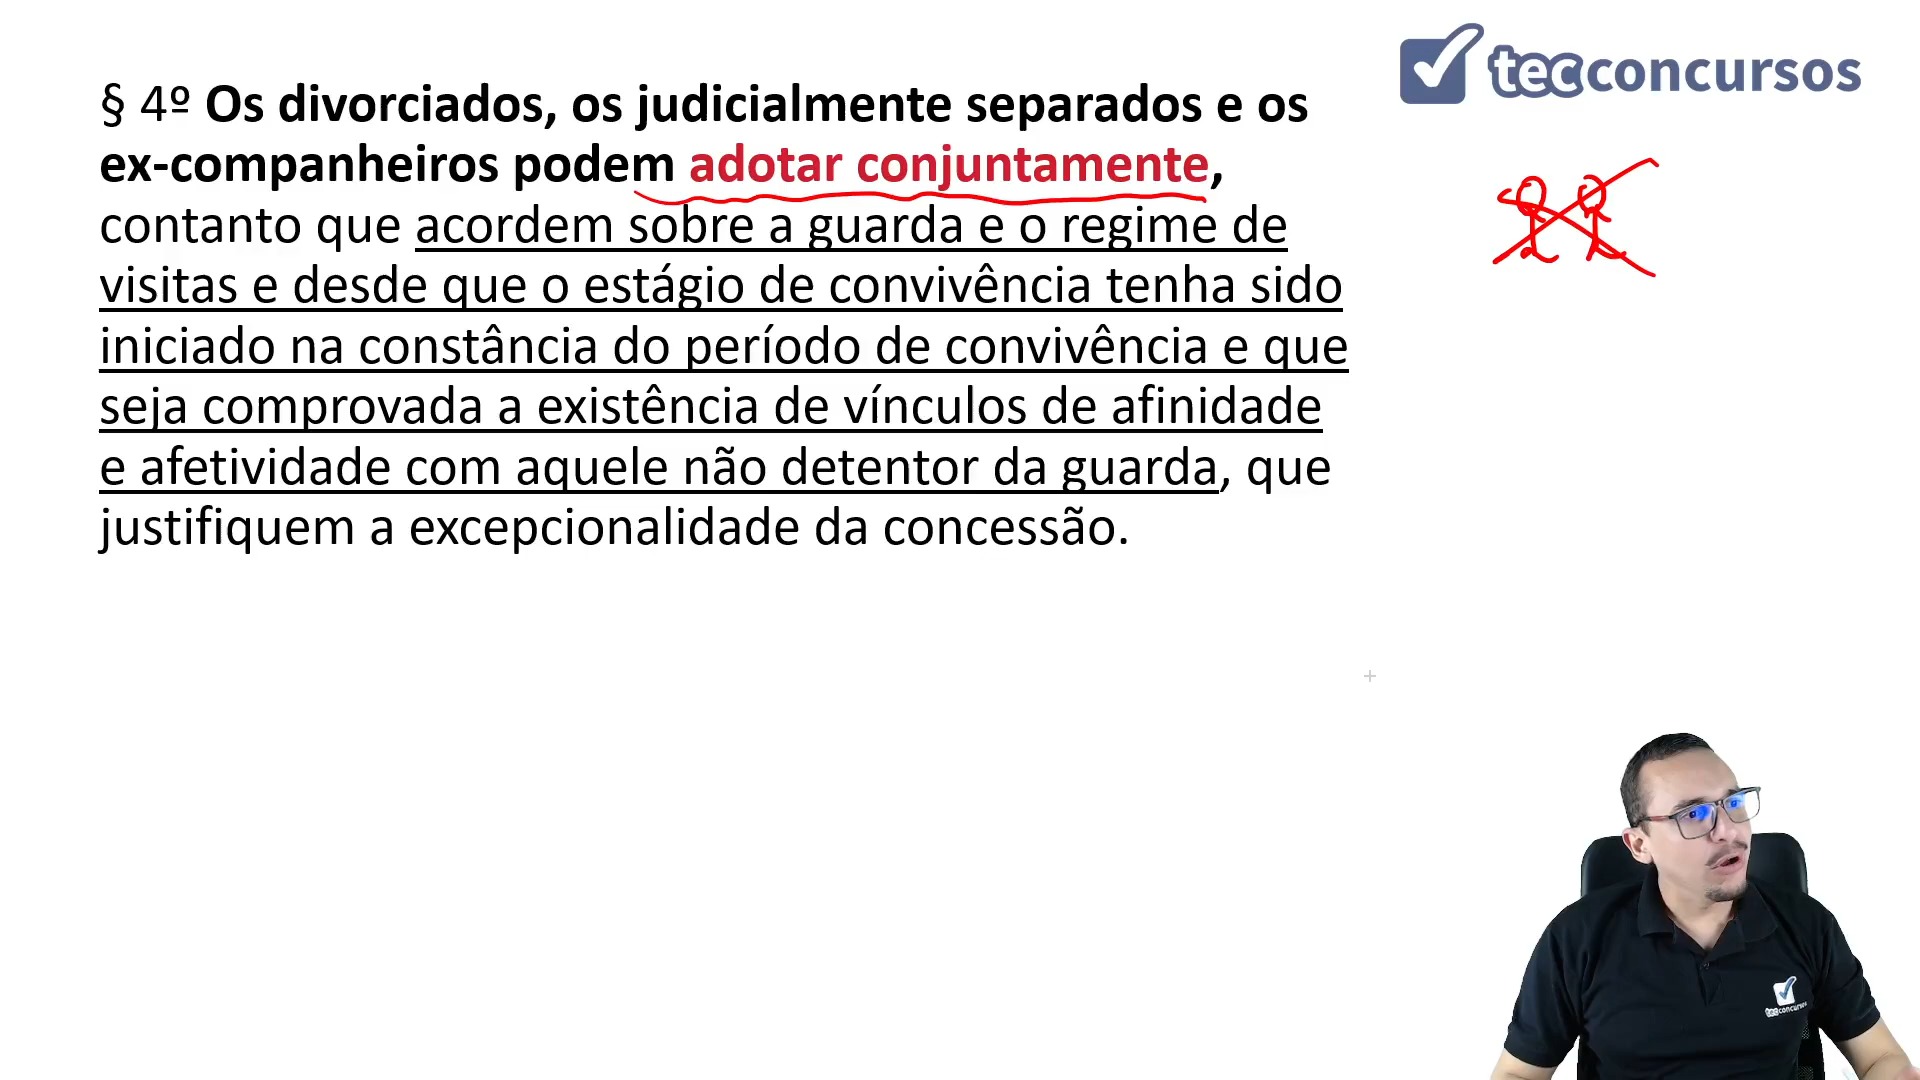 tecconcursos
§ 4º Os divorciados, os judicialmente separados e os
ex-companheiros podem adotar conjuntamente,
contanto que acordem sobre a guarda e o regime de
visitas e desde que o estágio de convivência tenha sido
iniciado na constância do período de convivência e que
seja comprovada a existência de vínculos de afinidade
e afetividade com aquele não detentor da guarda, que
justifiquem a excepcionalidade da concessão.
tecconcursos